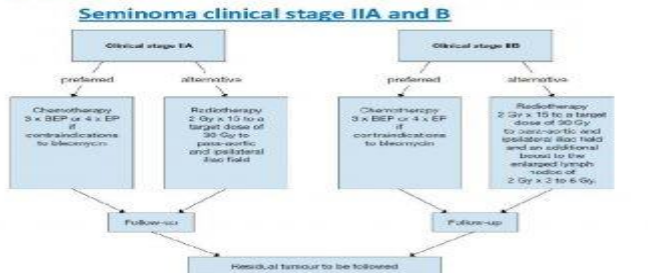 Seminoma clinical stage IIA and B
Clinical stage IIA
Clinical stage IIB
preferred
alternative
preferred
alternative
Chemotherapy
3 x BEP or 4 x EP
if
contraindications
to bleomycin
Radiotherapy
2 Gy x 15 to a
target dose of
30 Gy to
para-aortic
and ipsilateral
iliac field
Chemotherapy
3 x BEP or 4 x EP
if
contraindications
to bleomycin
Radiotherapy
2 Gy x 15 to a target
dose of 30 Gy
to para-aortic and
ipsilateral iliac field
and an additional
boost to the
enlarged lymph
nodes of
2 Gy x 2 to 6 Gy.
Follow-up
Follow-up
Residual tumour to be followed